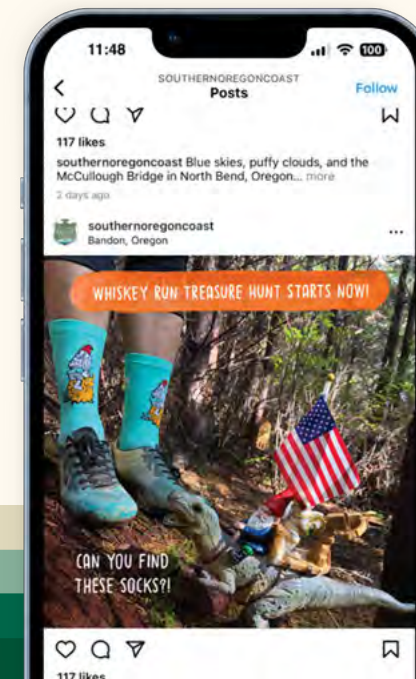 11:48
100
SOUTHERNOREGONCOAST
Posts
Follow
117 likes
southernoregoncoast Blue skies, puffy clouds, and the
McCullough Bridge in North Bend, Oregon... more
2 days ago
southernoregoncoast
Bandon, Oregon
WHISKEY RUN TREASURE HUNT STARTS NOW!
CAN YOU FIND
THESE SOCKS?!
117 likes